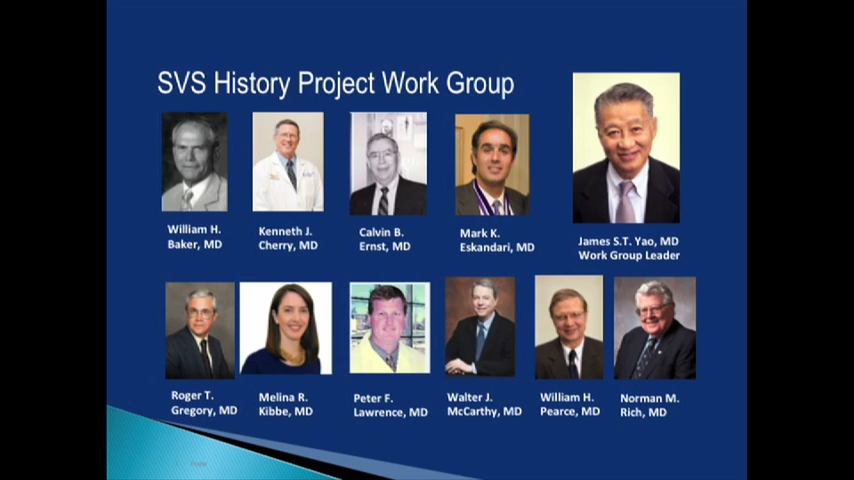 SVS History Project Work Group
William H.
Baker, MD
Kenneth J.
Cherry, MD
Calvin B.
Ernst, MD
Mark K.
Eskandari, MD
James S.T. Yao, MD
Work Group Leader
Roger T.
Gregory, MD
Melina R.
Kibbe, MD
Peter F.
Lawrence, MD
Walter J.
McCarthy, MD
William H.
Pearce, MD
Norman M.
Rich, MD